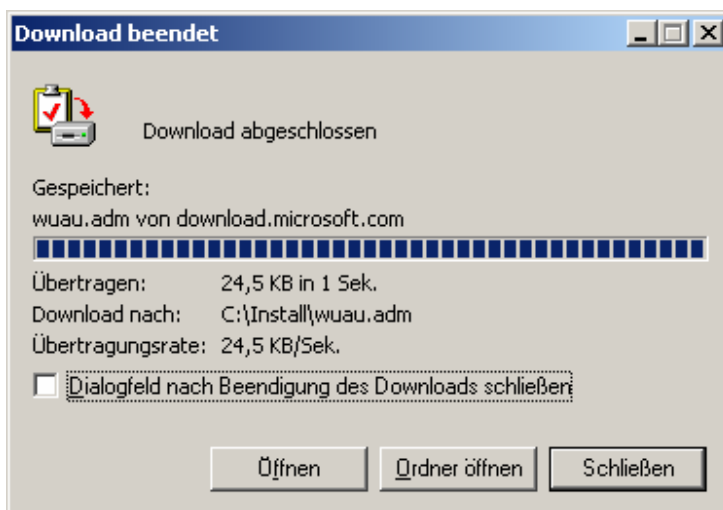 Download beendet
Download abgeschlossen
Gespeichert:
wuau.adm von download.microsoft.com
Übertragen: 24,5 KB in 1 Sek.
Download nach: C:\Install\wuau.adm
Übertragungsrate: 24,5 KB/Sek.
Dialogfeld nach Beendigung des Downloads schließen
Öffnen Ordner öffnen Schließen